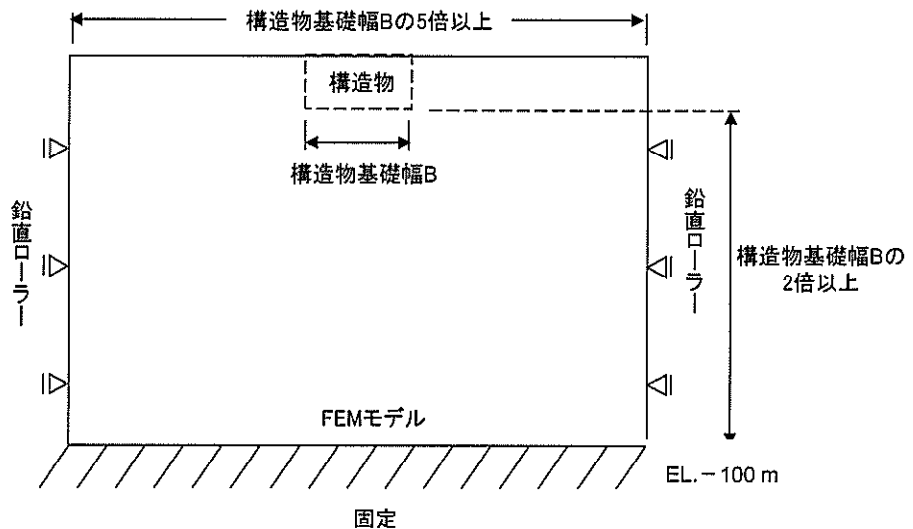 構造物基礎幅Bの5倍以上
構造物
構造物基礎幅B
鉛直ローラー
鉛直ローラー
構造物基礎幅Bの
2倍以上
FEMモデル
EL.－100 m
固定